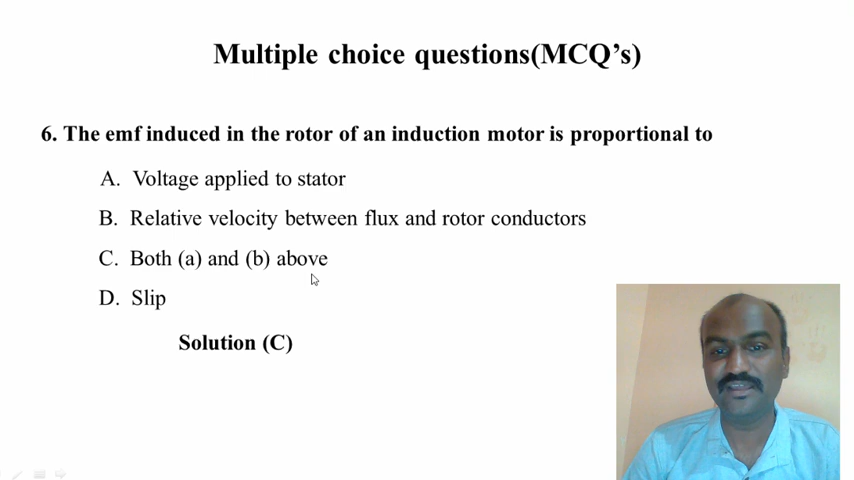 Multiple choice questions(MCQ’s)
6. The emf induced in the rotor of an induction motor is proportional to
A. Voltage applied to stator
B. Relative velocity between flux and rotor conductors
C. Both (a) and (b) above
D. Slip
Solution (C)